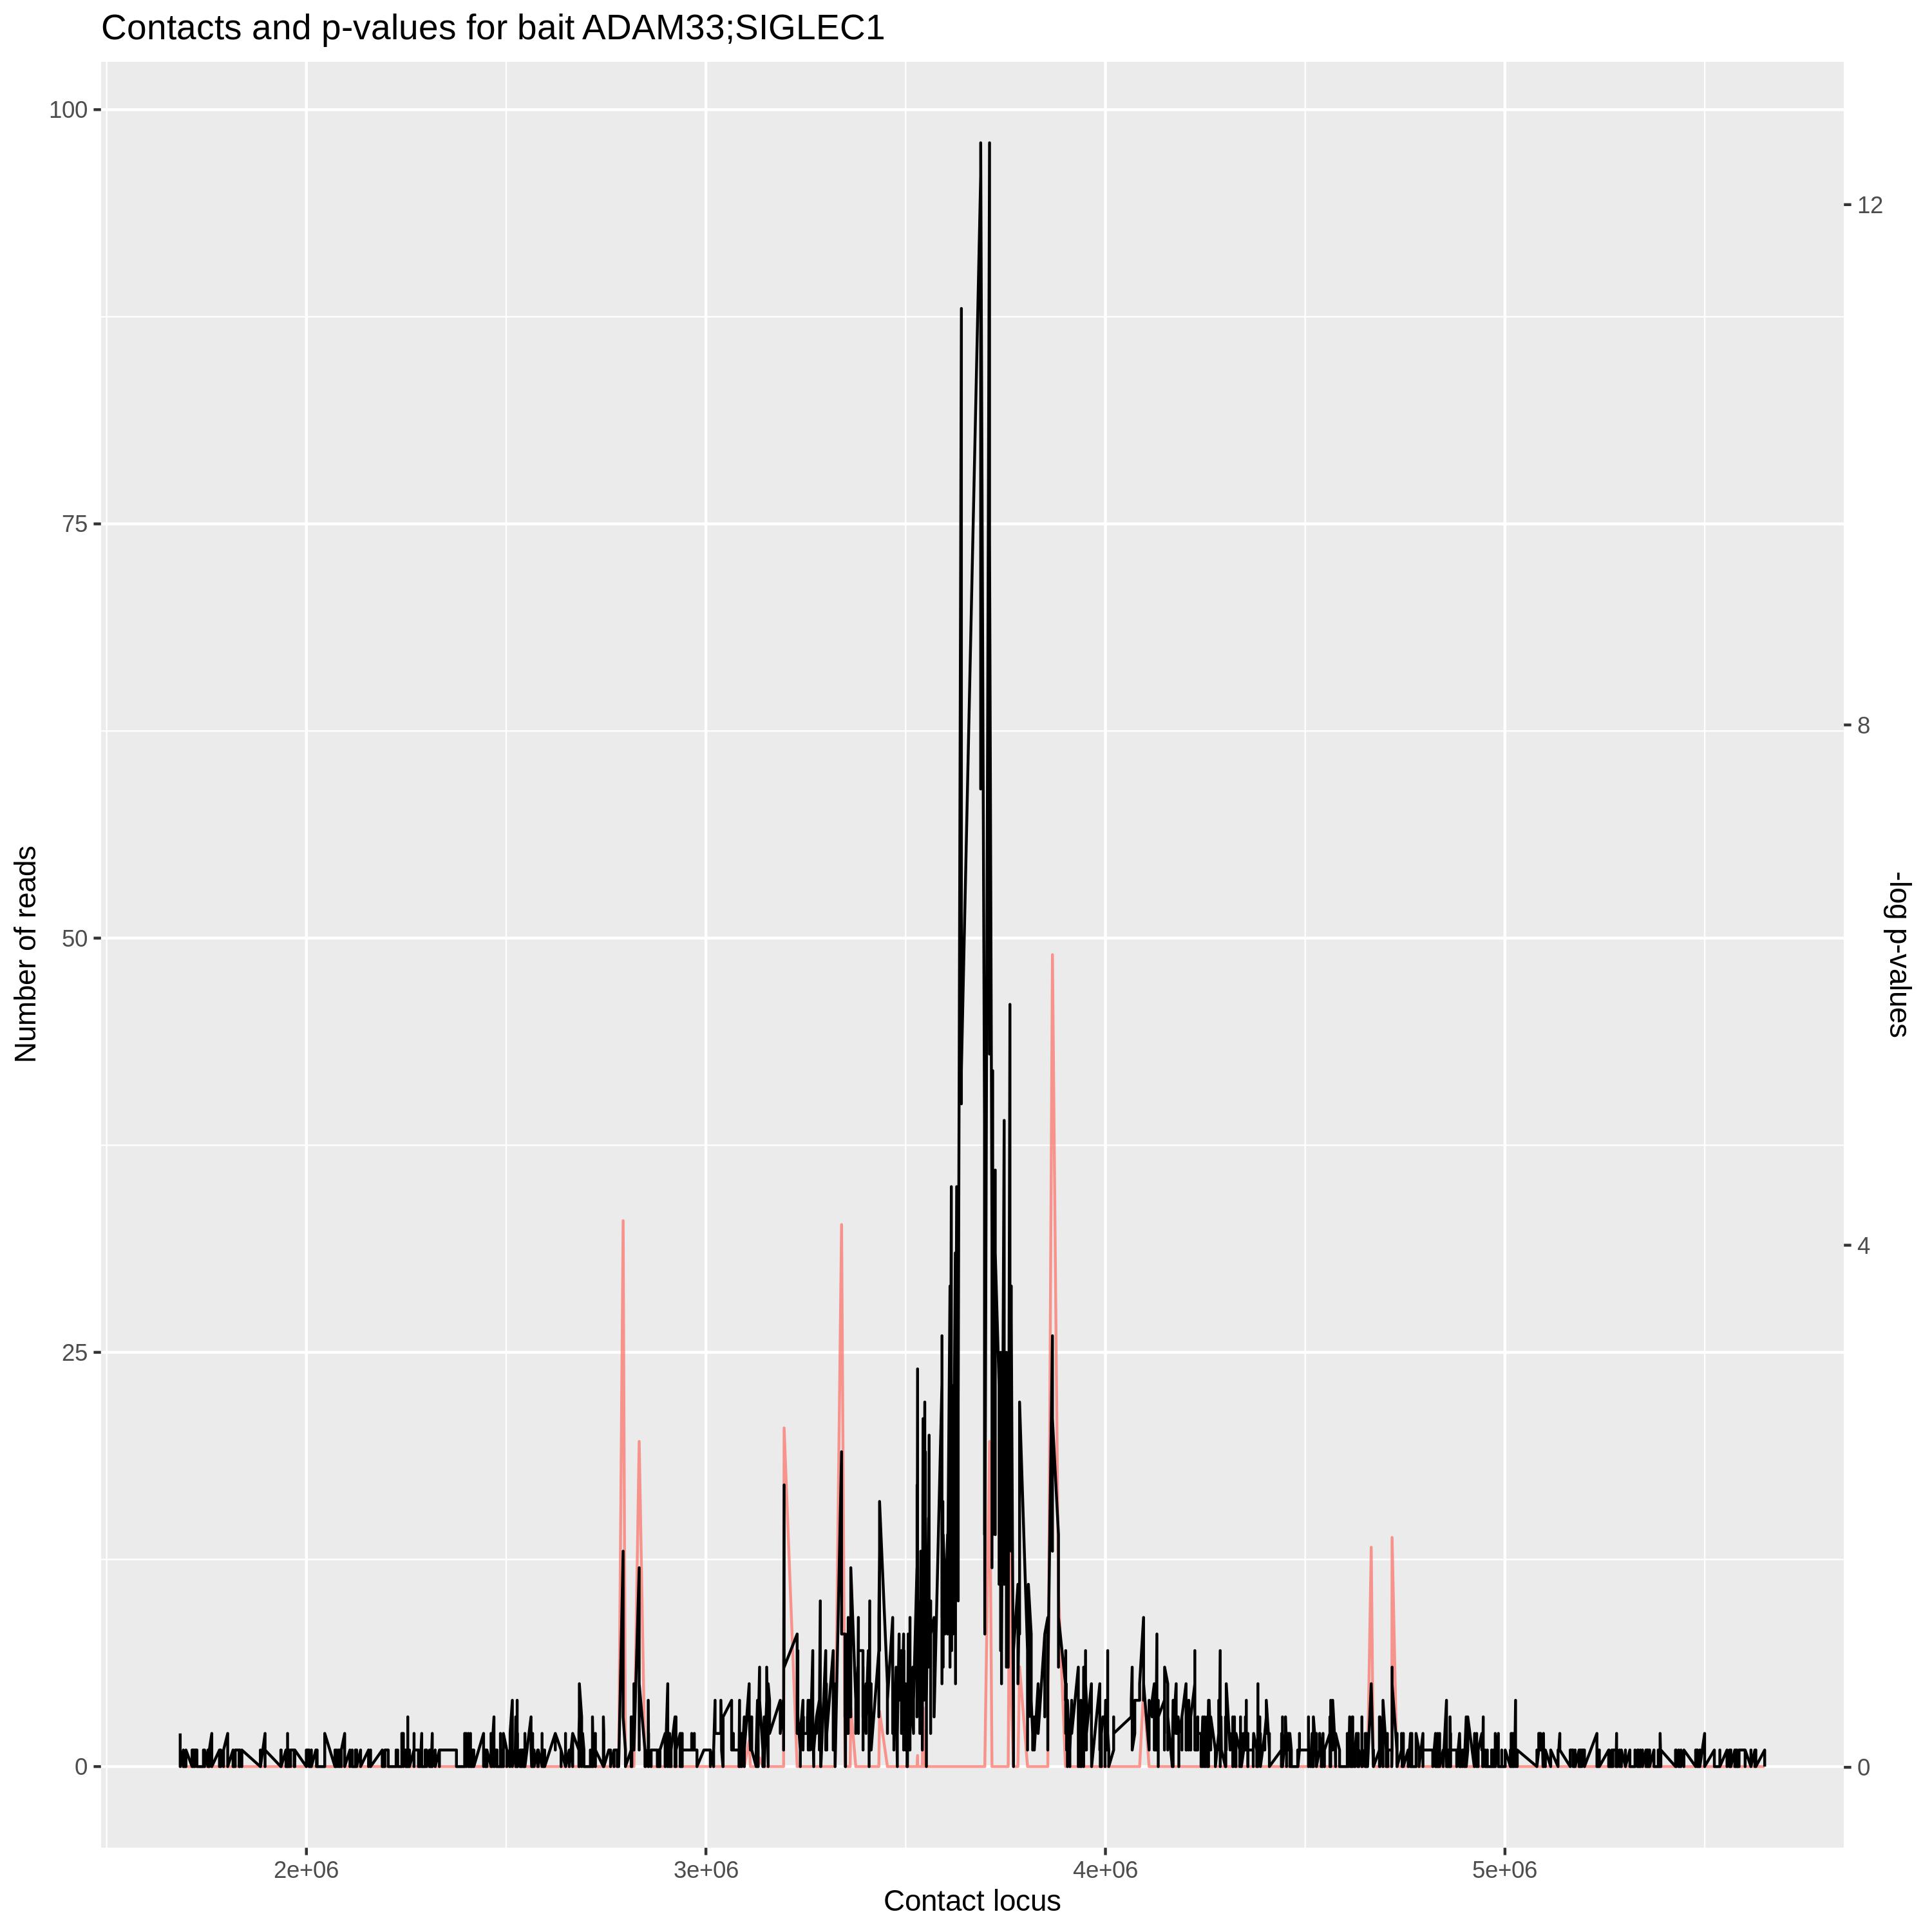 Contacts and p-values for bait ADAM33;SIGLEC1
100
75
50
25
0
12
8
4
0
Number of reads
-log p-values
2e+06
3e+06
4e+06
5e+06
Contact locus